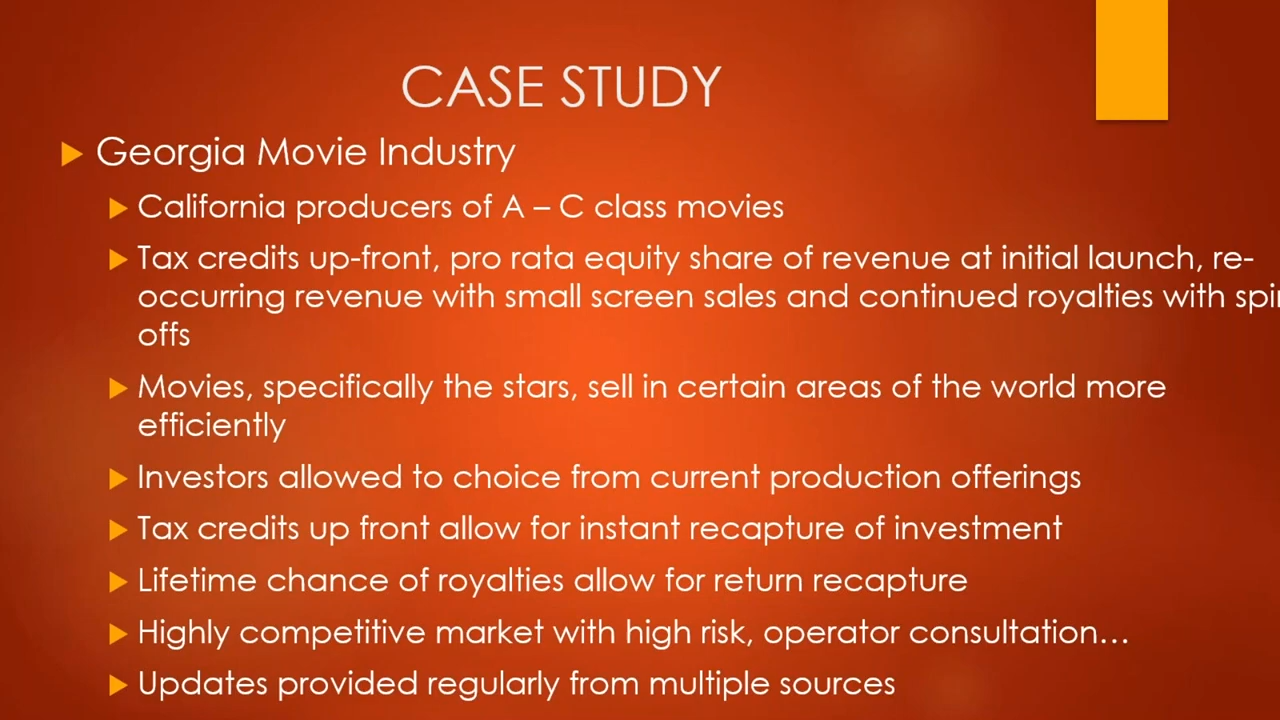 CASE STUDY
Georgia Movie Industry
California producers of A – C class movies
Tax credits up-front, pro rata equity share of revenue at initial launch, re-
occurring revenue with small screen sales and continued royalties with
offs
Movies, specifically the stars, sell in certain areas of the world more
efficiently
Investors allowed to choice from current production offerings
Tax credits up front allow for instant recapture of investment
Lifetime chance of royalties allow for return recapture
Highly competitive market with high risk, operator consultation…
Updates provided regularly from multiple sources